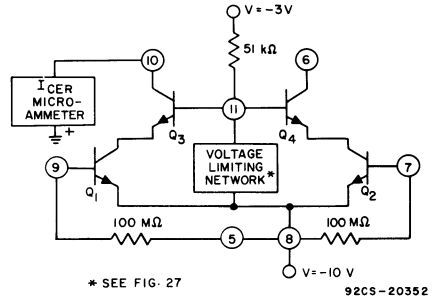 V=-3V
51 kΩ
10
6
I CER
MICRO-
AMMETER
+
11
Q3
Q4
9
Q1
VOLTAGE
LIMITING
NETWORK*
7
Q2
100 MΩ
5
8
100 MΩ
V=-10 V
* SEE FIG. 27
92CS-20352